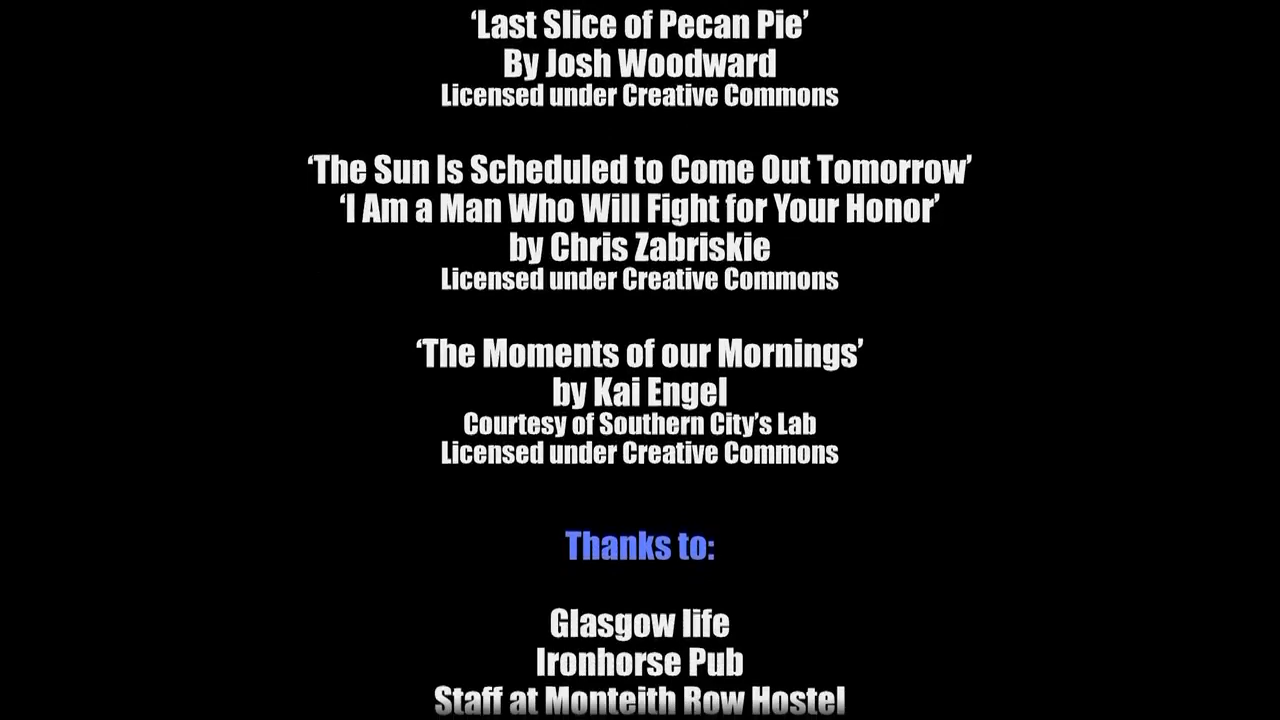 ‘Last Slice of Pecan Pie’
By Josh Woodward
Licensed under Creative Commons
‘The Sun Is Scheduled to Come Out Tomorrow’
‘I Am a Man Who Will Fight for Your Honor’
by Chris Zabriskie
Licensed under Creative Commons
‘The Moments of our Mornings’
by Kai Engel
Courtesy of Southern City’s Lab
Licensed under Creative Commons
Thanks to:
Glasgow life
Ironhorse Pub
Staff at Monteith Row Hostel